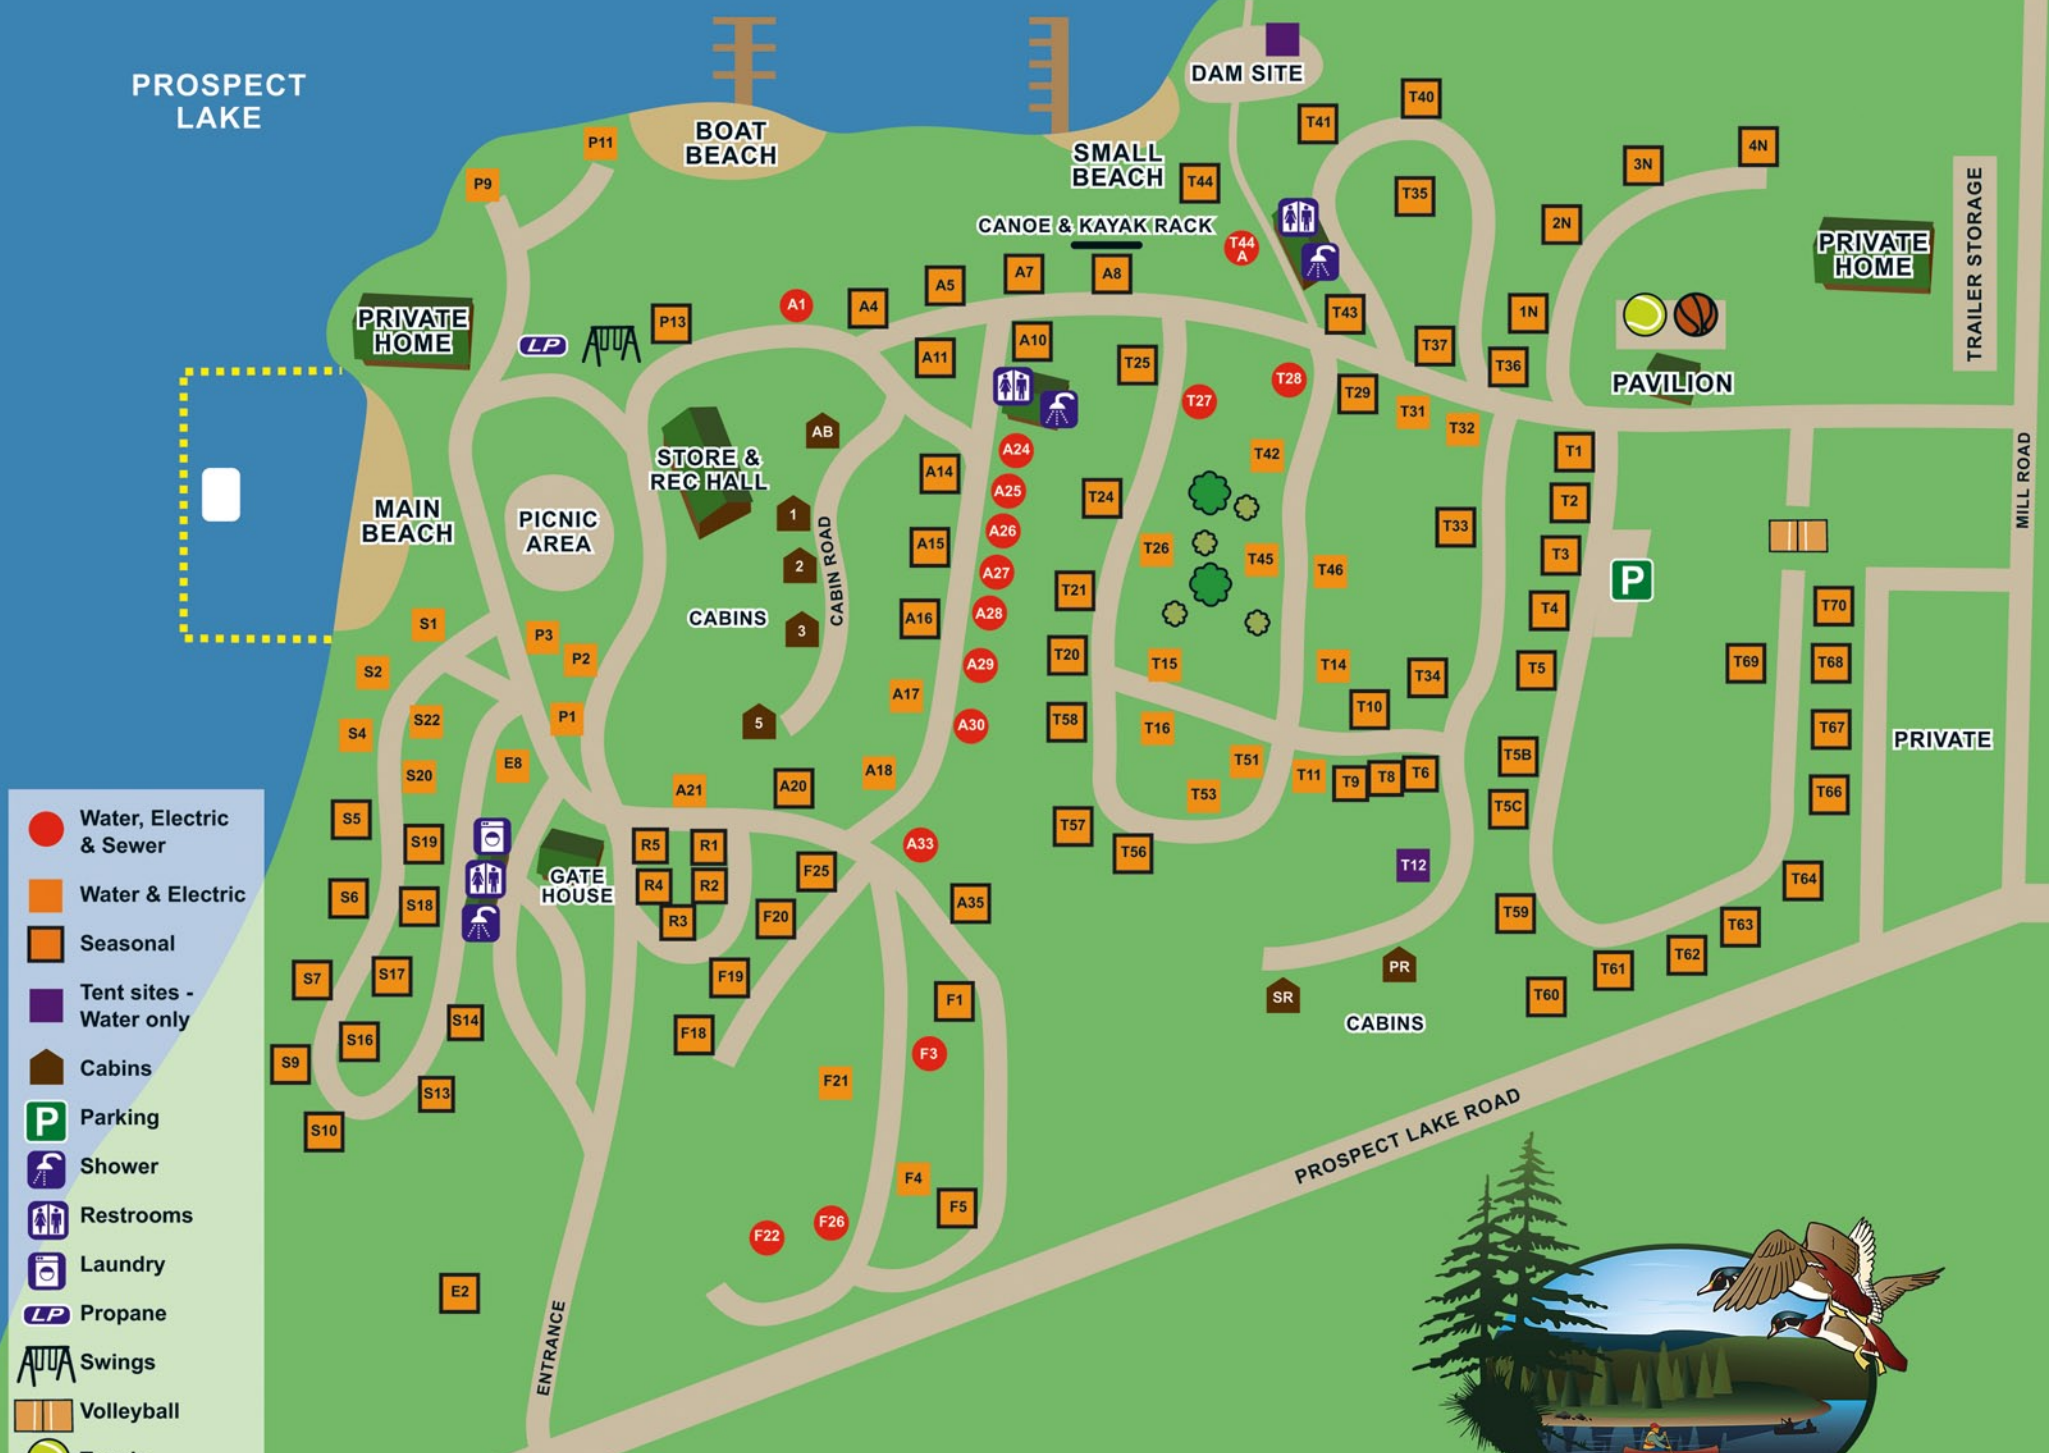 PROSPECT
LAKE
DAM SITE
T40
T41
P11
BOAT
BEACH
SMALL
BEACH
4N
3N
P9
T44
T35
2N
CANOE & KAYAK RACK
T44
A
PRIVATE
HOME
TRAILER STORAGE
A7
A8
A5
A1
A4
P13
T43
1N
PRIVATE
HOME
LP
A10
A11
T25
T37
T36
T28
T27
T29
T31
T32
PAVILION
AB
T1
A24
T42
STORE &
REC HALL
A14
A25
T24
T2
MILL ROAD
MAIN
BEACH
PICNIC
AREA
1
CABIN ROAD
A26
A15
T26
T45
T33
T3
2
A27
T46
P
T21
A28
A16
T4
T70
CABINS
S1
P3
3
P2
A29
T20
T15
T14
T34
T5
T69
T68
S2
A17
T10
S22
P1
5
A30
T58
T16
T67
PRIVATE
S4
E8
A18
T51
T5B
S20
A21
A20
T53
T11
T9
T8
T6
T66
S5
S19
R5
R1
A33
T57
T56
T5C
GATE
HOUSE
F25
T12
T64
R4
R2
S6
S18
R3
F20
A35
T59
T63
T62
S7
S17
F19
PR
T61
SR
T60
F1
CABINS
S14
F18
S16
F3
S9
F21
S13
S10
PROSPECT LAKE ROAD
F4
F5
F26
F22
E2
ENTRANCE
Water, Electric
& Sewer
Water & Electric
Seasonal
Tent sites -
Water only
Cabins
P Parking
Shower
Restrooms
Laundry
LP Propane
Swings
Volleyball